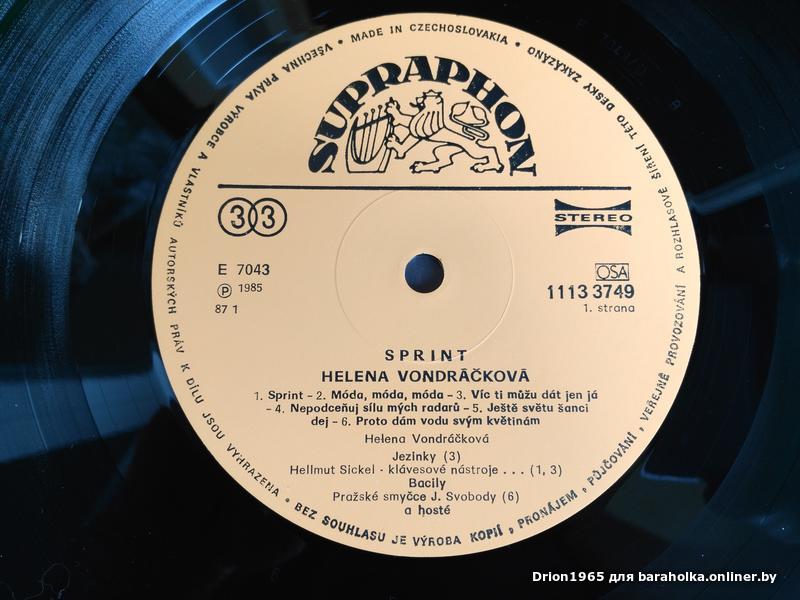 • MADE IN CZECHOSLOVAKIA •
VŠECHNA PRÁVA VÝROBCE A VLASTNÍKŮ AUTORSKÝCH PRÁV K DÍLU JSOU VYHRAZENA • BEZ SOUHLASU JE VÝROBA KOPIÍ, PRONÁJEM, PŮJČOVÁNÍ, VEŘEJNÉ PROVOZOVÁNÍ A ROZHLASOVÉ ŠÍŘENÍ TÉTO DESKY ZAKÁZÁNO
SUPRAPHON
33
STEREO
E 7043
OSA
Ⓟ 1985
1113 3749
87 1
1. strana
SPRINT
HELENA VONDRÁČKOVÁ
1. Sprint – 2. Móda, móda, móda – 3. Víc ti můžu dát jen já
– 4. Nepodceňuj sílu mých radarů – 5. Ještě světu šanci
dej – 6. Proto dám vodu svým květinám
Helena Vondráčková
Jezinky (3)
Hellmut Sickel - klávesové nástroje . . . (1, 3)
Bacily
Pražské smyčce J. Svobody (6)
a hosté
Drion1965 для baraholka.onliner.by